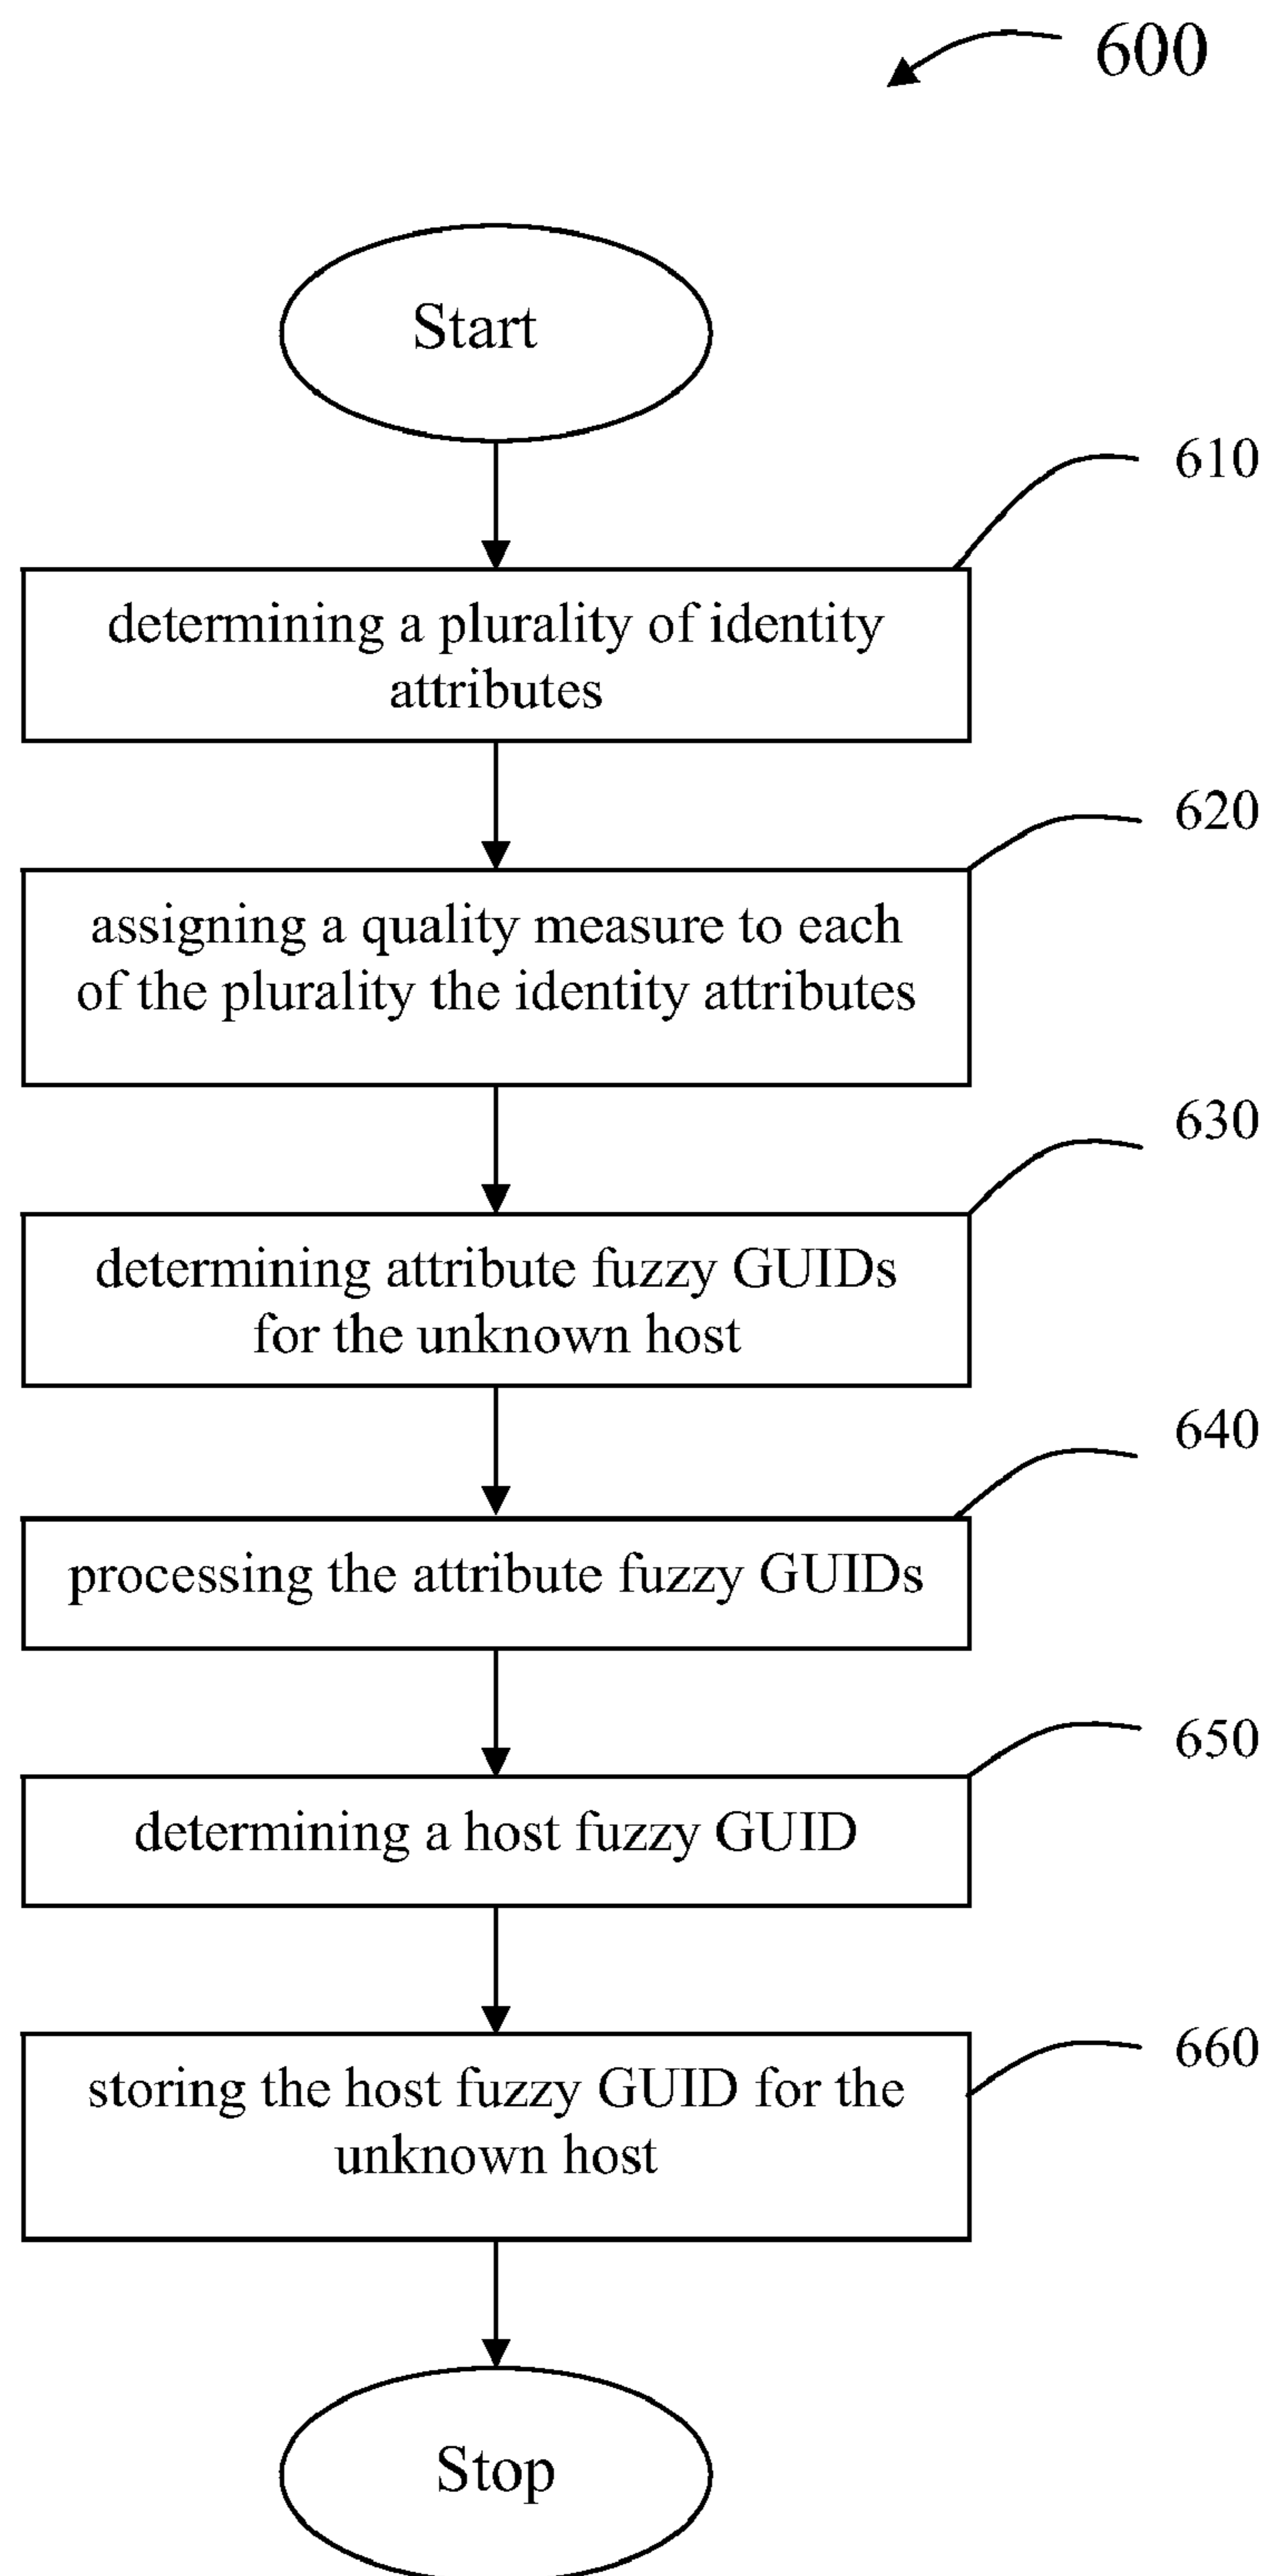 600
Start
610
determining a plurality of identity
attributes
620
assigning a quality measure to each
of the plurality the identity attributes
630
determining attribute fuzzy GUIDs
for the unknown host
640
processing the attribute fuzzy GUIDs
650
determining a host fuzzy GUID
660
storing the host fuzzy GUID for the
unknown host
Stop